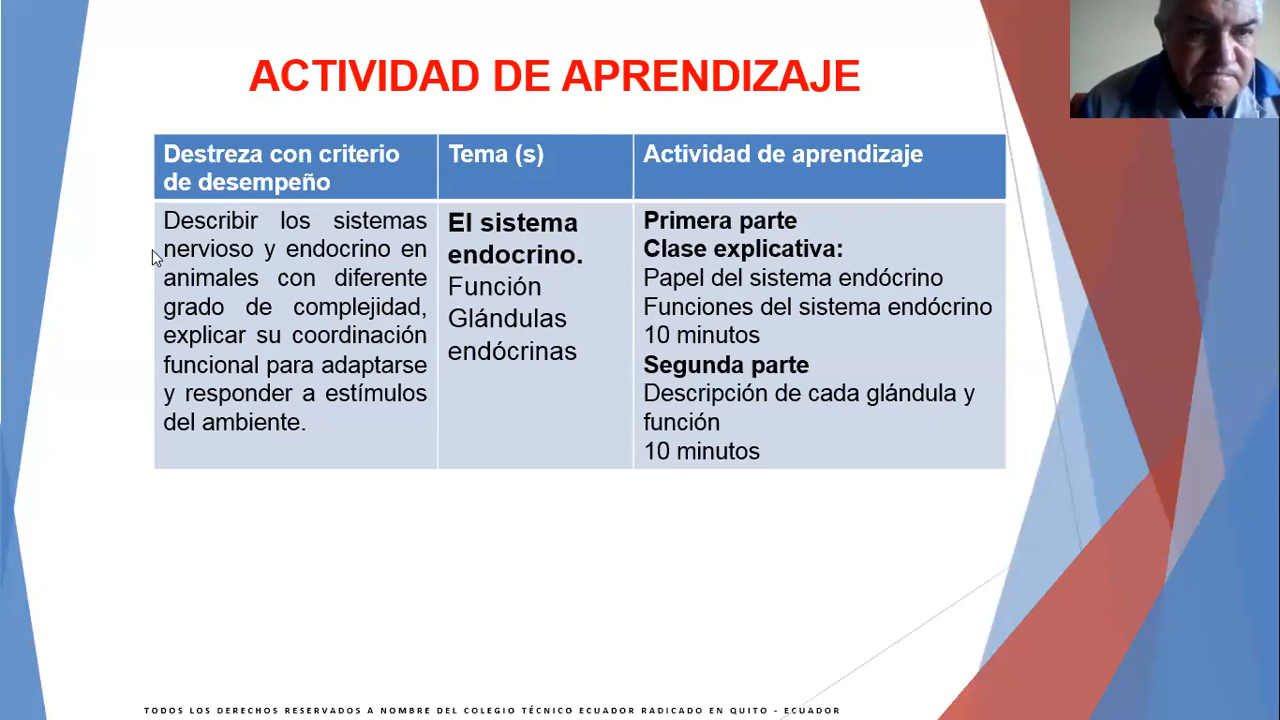 ACTIVIDAD DE APRENDIZAJE
Destreza con criterio
de desempeño
Tema (s)
Actividad de aprendizaje
Describir los sistemas
nervioso y endocrino en
animales con diferente
grado de complejidad,
explicar su coordinación
funcional para adaptarse
y responder a estímulos
del ambiente.
El sistema
endocrino.
Función
Glándulas
endócrinas
Primera parte
Clase explicativa:
Papel del sistema endócrino
Funciones del sistema endócrino
10 minutos
Segunda parte
Descripción de cada glándula y
función
10 minutos
TODOS LOS DERECHOS RESERVADOS A NOMBRE DEL COLEGIO TÉCNICO ECUADOR RADICADO EN QUITO - ECUADOR